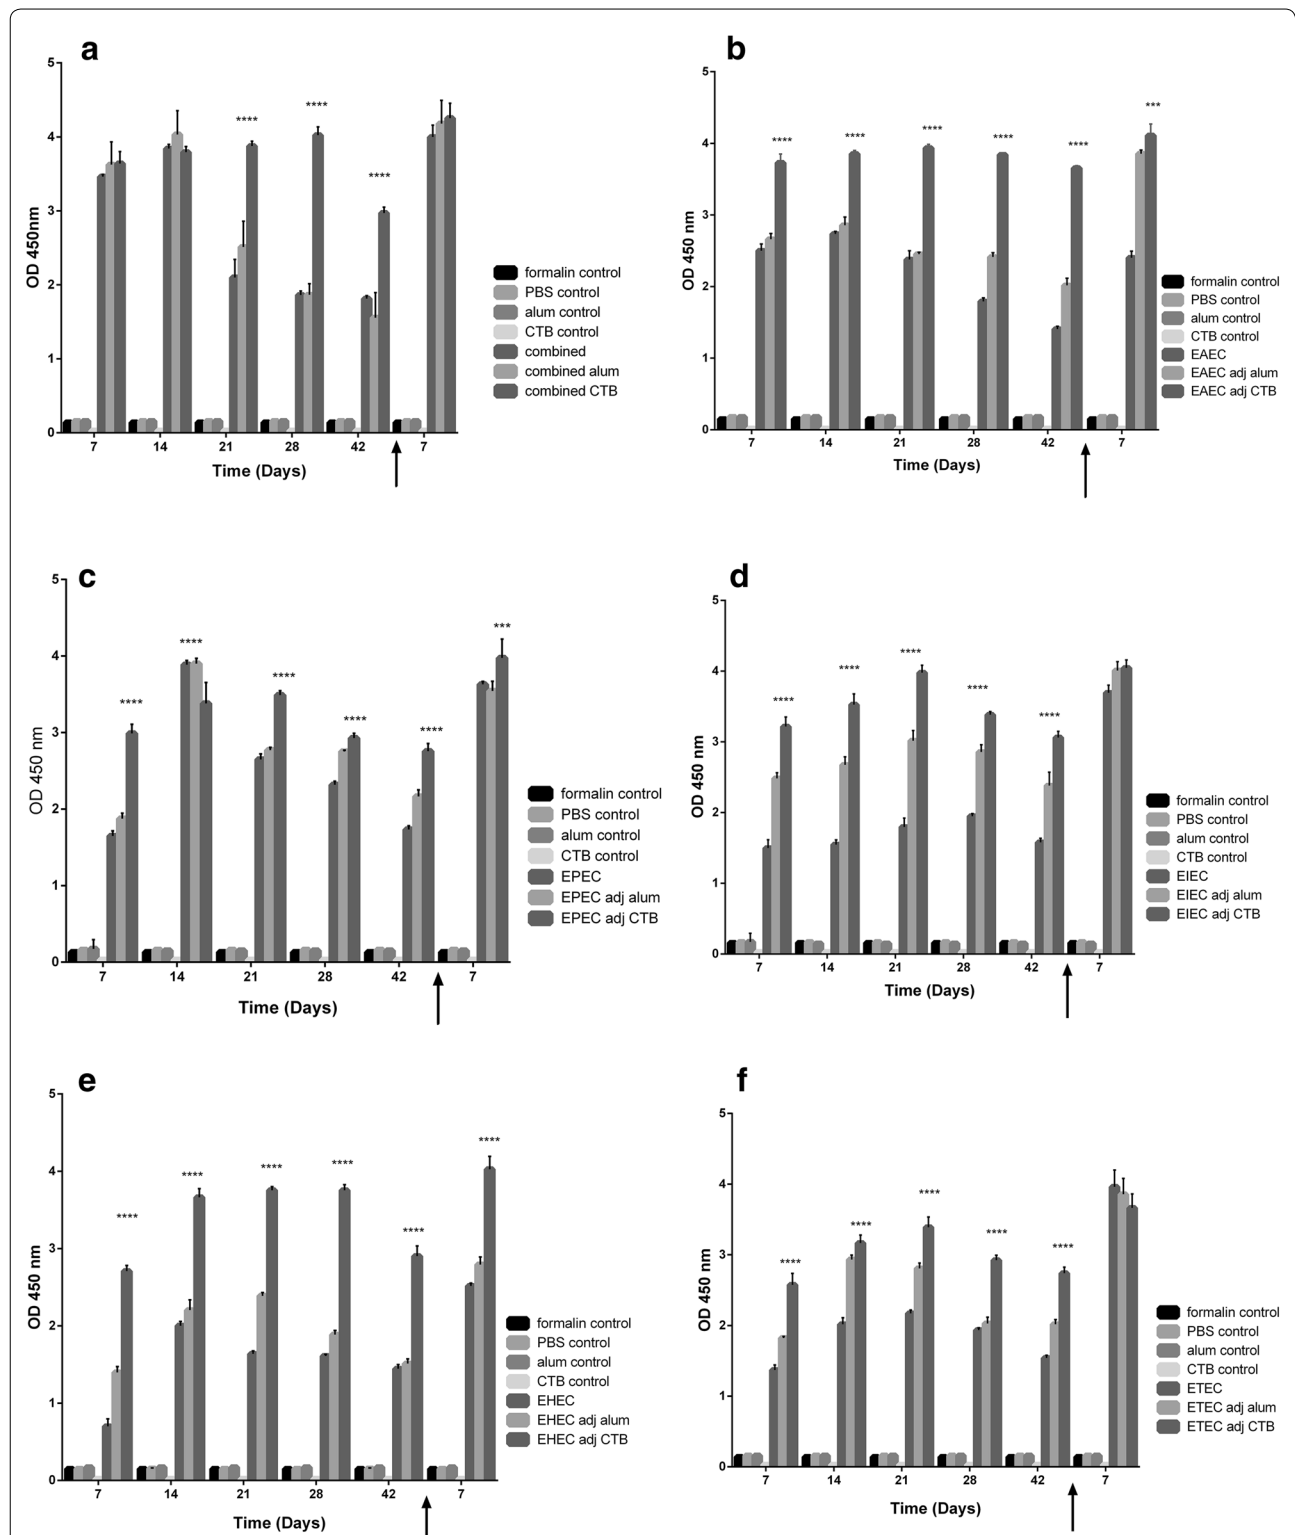 a
5
4
3
2
1
0
OD 450nm
****
****
****
7 14 21 28 42 7
Time (Days)
formalin control
PBS control
alum control
CTB control
combined
combined alum
combined CTB
b
5
4
3
2
1
0
OD 450 nm
****
****
****
****
****
***
7 14 21 28 42 7
Time (Days)
formalin control
PBS control
alum control
CTB control
EAEC
EAEC adj alum
EAEC adj CTB
c
5
4
3
2
1
0
OD 450 nm
****
****
****
****
****
***
7 14 21 28 42 7
Time (Days)
formalin control
PBS control
alum control
CTB control
EPEC
EPEC adj alum
EPEC adj CTB
d
5
4
3
2
1
0
OD 450 nm
****
****
****
****
****
7 14 21 28 42 7
Time (Days)
formalin control
PBS control
alum control
CTB control
EIEC
EIEC adj alum
EIEC adj CTB
e
5
4
3
2
1
0
OD 450 nm
****
****
****
****
****
****
7 14 21 28 42 7
Time (Days)
formalin control
PBS control
alum control
CTB control
EHEC
EHEC adj alum
EHEC adj CTB
f
5
4
3
2
1
0
OD 450 nm
****
****
****
****
****
7 14 21 28 42 7
Time (Days)
formalin control
PBS control
alum control
CTB control
ETEC
ETEC adj alum
ETEC adj CTB